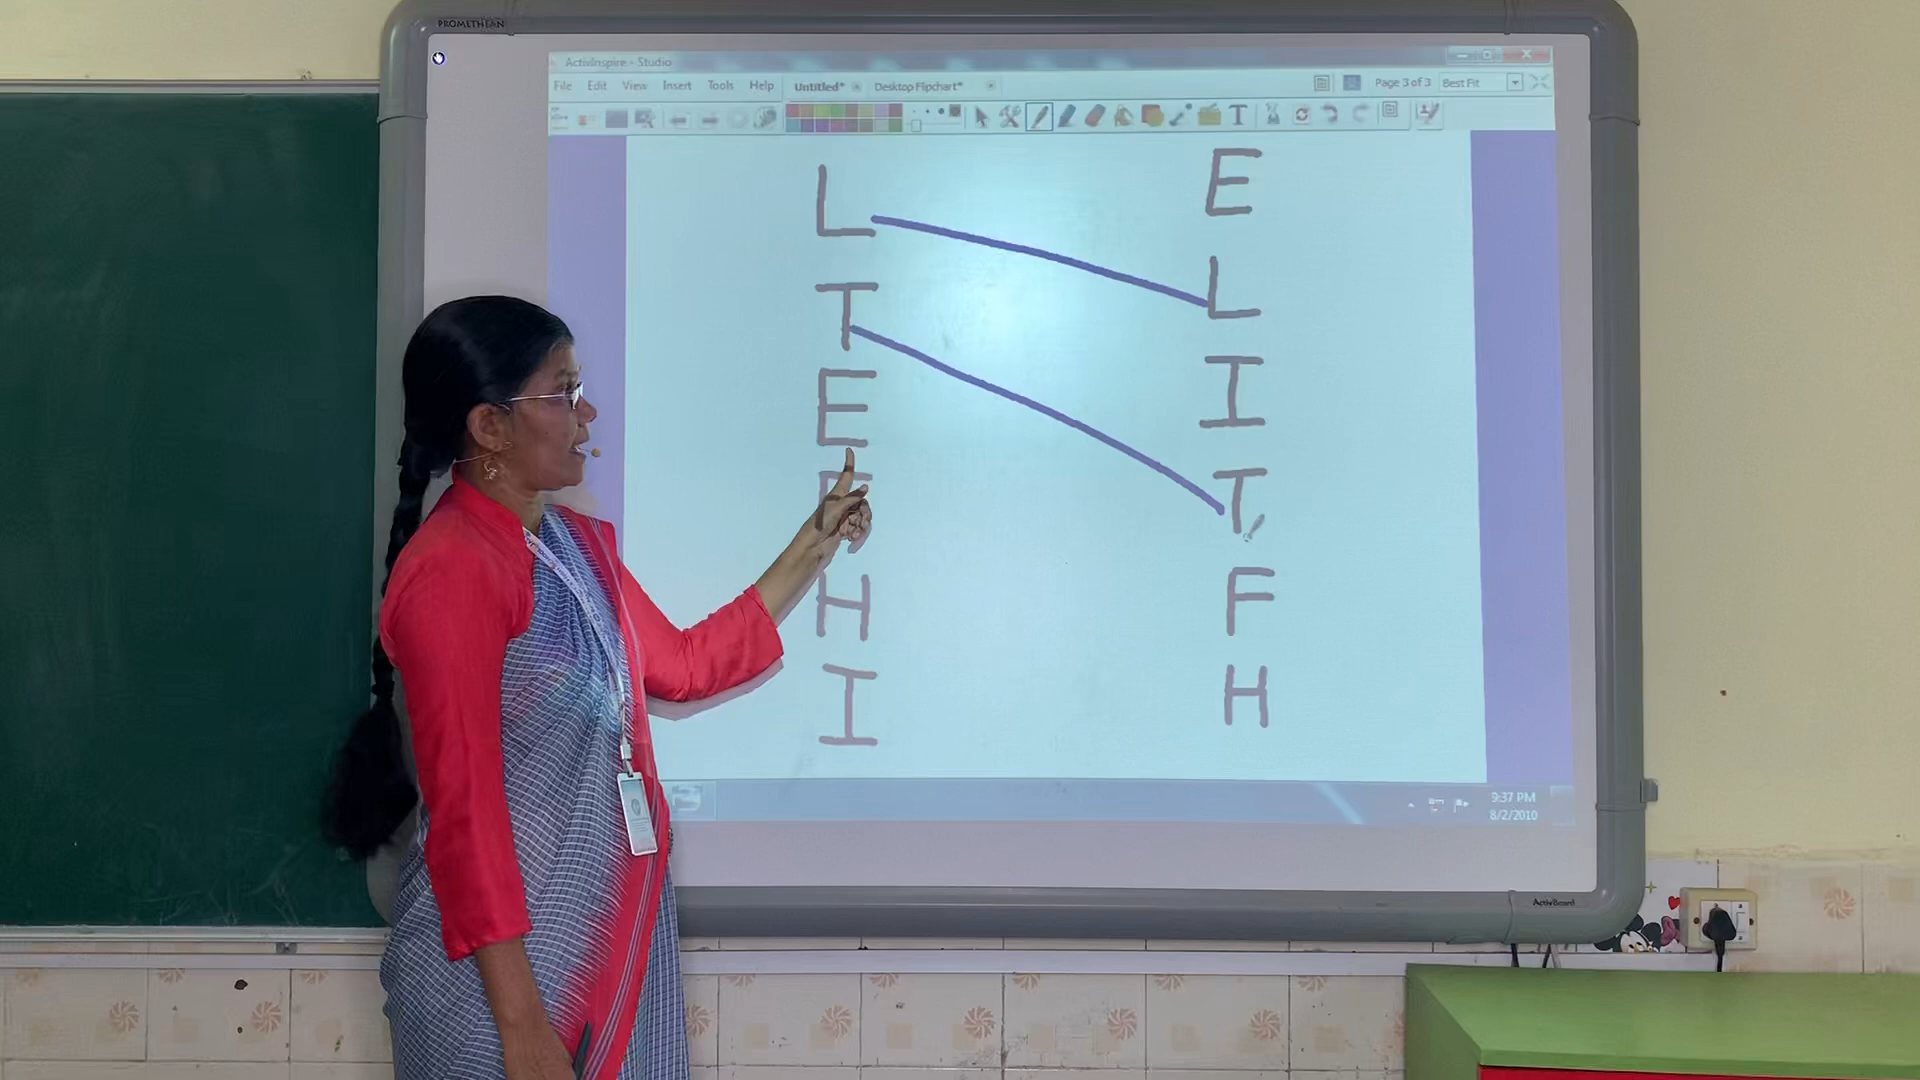 PROMETHEAN
ActivInspire - Studio
File Edit View Insert Tools Help Untitled* Desktop Flipchart* Page 3 of 3 Best Fit
T
L E
T L
E I
F T
H F
I H
9:37 PM
8/2/2010
ActivBoard